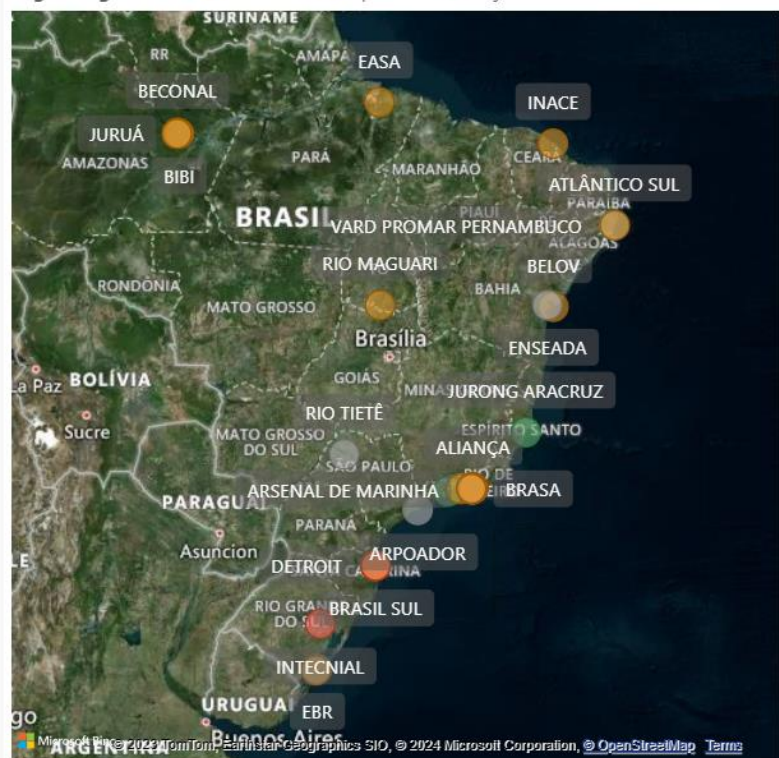 SURINAME
RR
AMAPÁ
EASA
BECONAL
INACE
JURUÁ
AMAZONAS
PARÁ
CEARÁ
MARANHÃO
BIBI
ATLÂNTICO SUL
PARAÍBA
BRASIL
PIAUÍ
VARD PROMAR PERNAMBUCO
ALAGOAS
RIO MAGUARI
BELOV
RONDÔNIA
BAHIA
MATO GROSSO
Brasília
ENSEADA
La Paz
BOLÍVIA
GOIÁS
JURONG ARACRUZ
RIO TIETÊ
Sucre
ESPÍRITO SANTO
MATO GROSSO
DO SUL
ALIANÇA
SÃO PAULO
RIO DE
ARSENAL DE MARINHA
BRASA
PARAGUAI
PARANÁ
Asuncion
ARPOADOR
DETROIT
RIO GRANDE
DO SUL
BRASIL SUL
INTECNIAL
URUGUAI
EBR
Buenos Aires
Microsoft Bing
© 2023 TomTom, Earthstar Geographics SIO, © 2024 Microsoft Corporation, © OpenStreetMap Terms
ARGENTINA